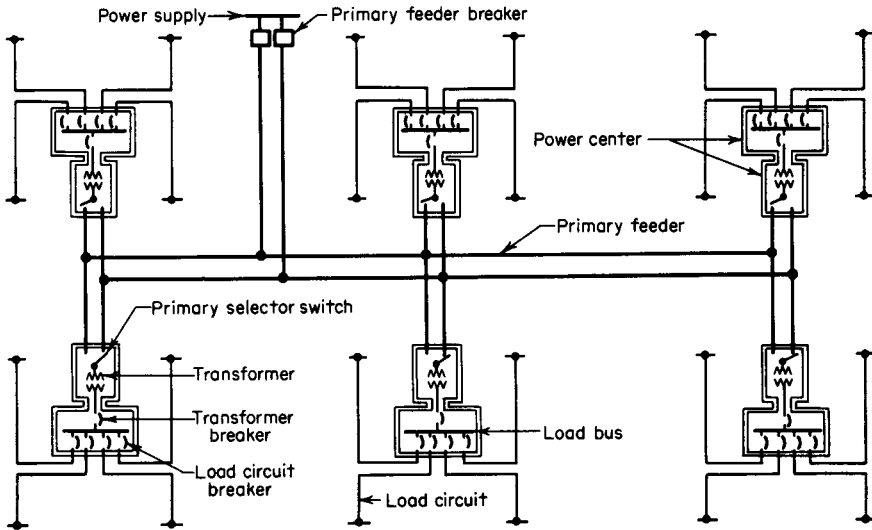 Power supply
Primary feeder breaker
Power center
Primary feeder
Primary selector switch
Transformer
Transformer
breaker
Load bus
Load circuit
breaker
Load circuit